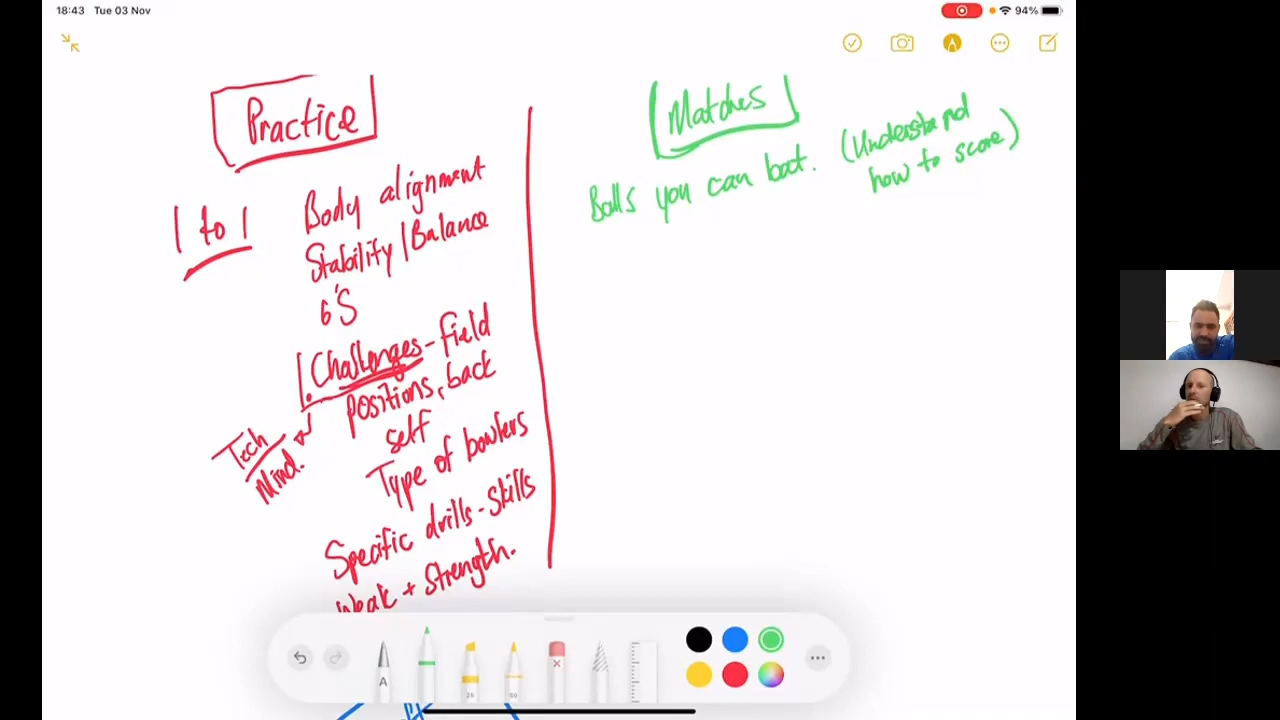 18:43 Tue 03 Nov
94%
Practice
1 to 1
Body alignment
Stability/Balance
6'S
Challenges - field
positions, back
self
Tech
Mind.
Type of bowlers
Specific drills - skills
Weak + Strength.
Matches
Balls you can bat.
(Understand
how to score)
A